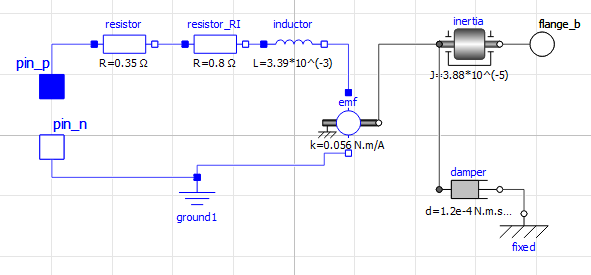 resistor
resistor_RI
inductor
inertia
flange_b
pin_p
R=0.35 Ω
R=0.8 Ω
L=3.39*10^(-3)
J=3.88*10^(-5)
emf
pin_n
k=0.056 N.m/A
damper
ground1
d=1.2e-4 N.m.s...
fixed